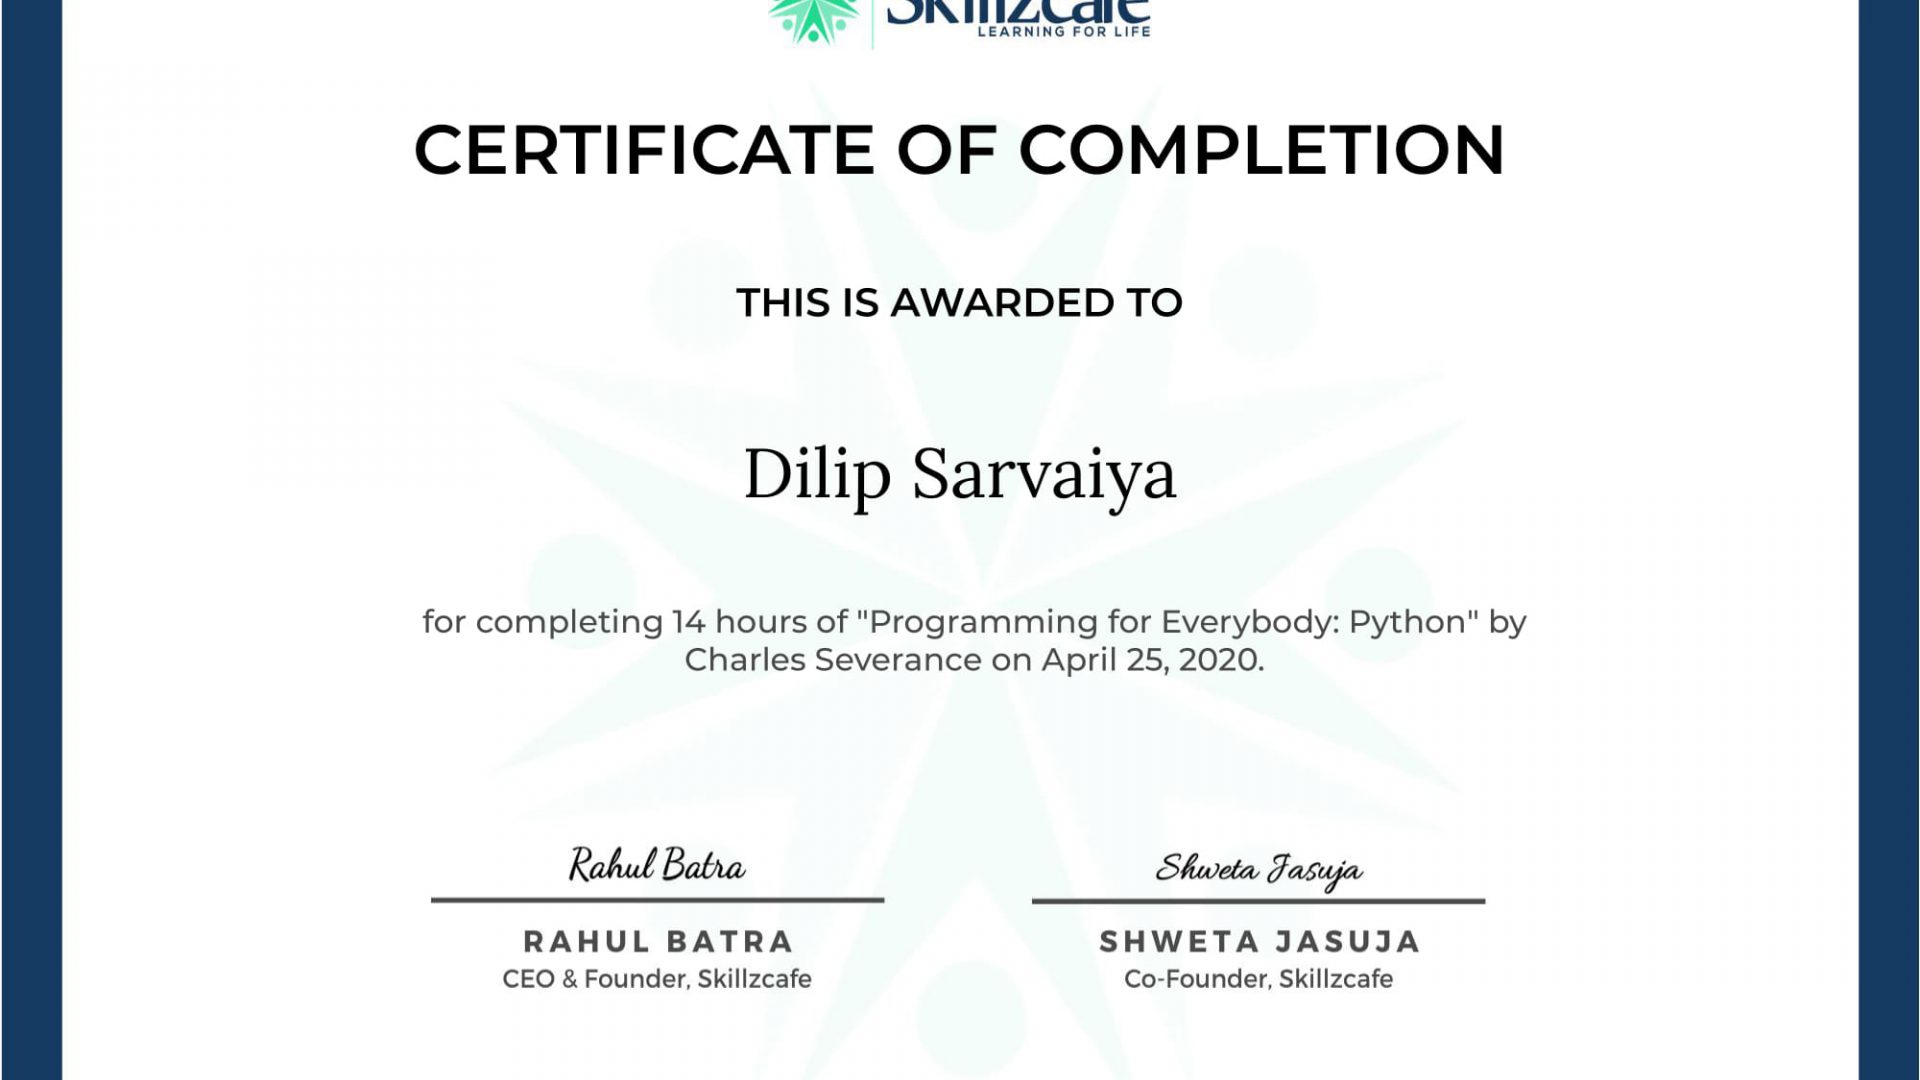 Skillzcafe
LEARNING FOR LIFE
CERTIFICATE OF COMPLETION
THIS IS AWARDED TO
Dilip Sarvaiya
for completing 14 hours of "Programming for Everybody: Python" by
Charles Severance on April 25, 2020.
Rahul Batra
Shweta Jasuja
RAHUL BATRA
SHWETA JASUJA
CEO & Founder, Skillzcafe
Co-Founder, Skillzcafe